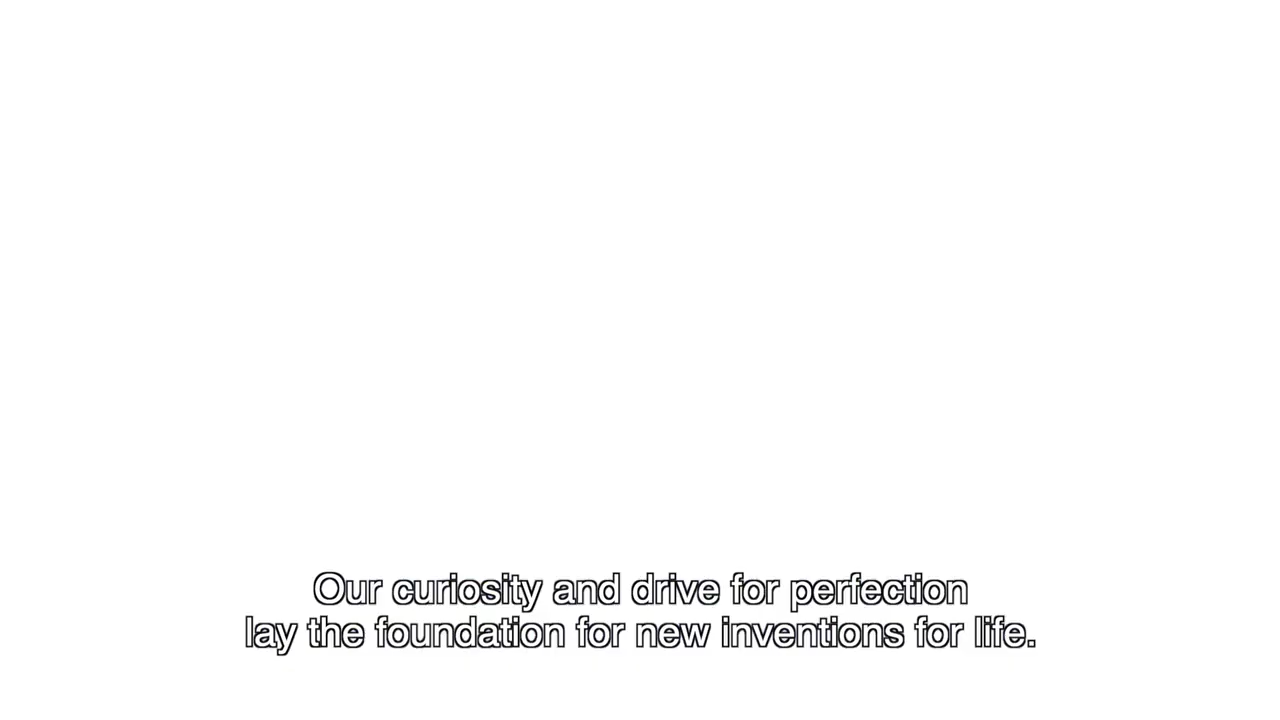 Our curiosity and drive for perfection
lay the foundation for new inventions for life.